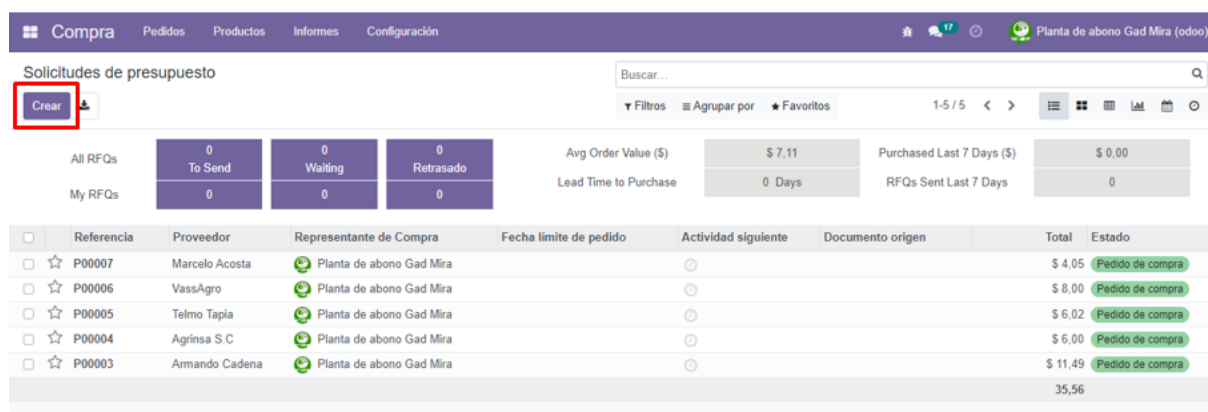 Compra Pedidos Productos Informes Configuración 17 Planta de abono Gad Mira (odoo)
Solicitudes de presupuesto Buscar...
Crear Filtros Agrupar por Favoritos 1-5 / 5
All RFQs 0 To Send 0 Waiting 0 Retrasado Avg Order Value ($) $ 7,11 Purchased Last 7 Days ($) $ 0,00
My RFQs 0 0 0 Lead Time to Purchase 0 Days RFQs Sent Last 7 Days 0
Referencia Proveedor Representante de Compra Fecha límite de pedido Actividad siguiente Documento origen Total Estado
P00007 Marcelo Acosta Planta de abono Gad Mira $ 4,05 Pedido de compra
P00006 VassAgro Planta de abono Gad Mira $ 8,00 Pedido de compra
P00005 Telmo Tapia Planta de abono Gad Mira $ 6,02 Pedido de compra
P00004 Agrinsa S.C Planta de abono Gad Mira $ 6,00 Pedido de compra
P00003 Armando Cadena Planta de abono Gad Mira $ 11,49 Pedido de compra
35,56